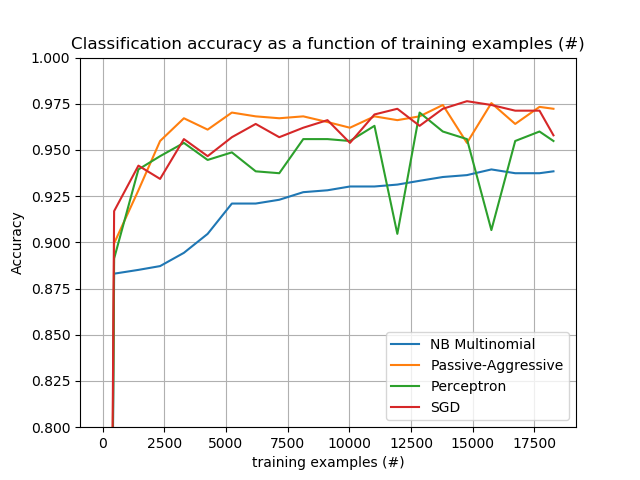 Classification accuracy as a function of training examples (#)
1.000
0.975
0.950
0.925
0.900
0.875
0.850
0.825
0.800
Accuracy
NB Multinomial
Passive-Aggressive
Perceptron
SGD
0 2500 5000 7500 10000 12500 15000 17500
training examples (#)